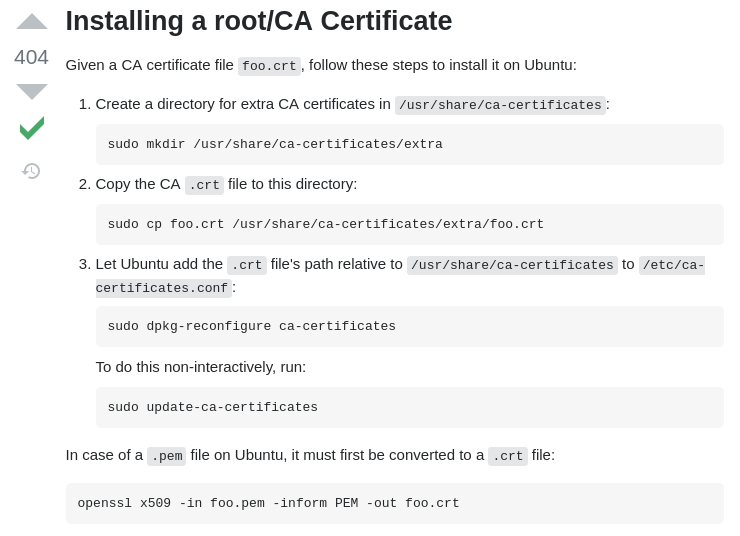 Installing a root/CA Certificate
404
Given a CA certificate file foo.crt, follow these steps to install it on Ubuntu:
1. Create a directory for extra CA certificates in /usr/share/ca-certificates:
sudo mkdir /usr/share/ca-certificates/extra
2. Copy the CA .crt file to this directory:
sudo cp foo.crt /usr/share/ca-certificates/extra/foo.crt
3. Let Ubuntu add the .crt file's path relative to /usr/share/ca-certificates to /etc/ca-
certificates.conf:
sudo dpkg-reconfigure ca-certificates
To do this non-interactively, run:
sudo update-ca-certificates
In case of a .pem file on Ubuntu, it must first be converted to a .crt file:
openssl x509 -in foo.pem -inform PEM -out foo.crt